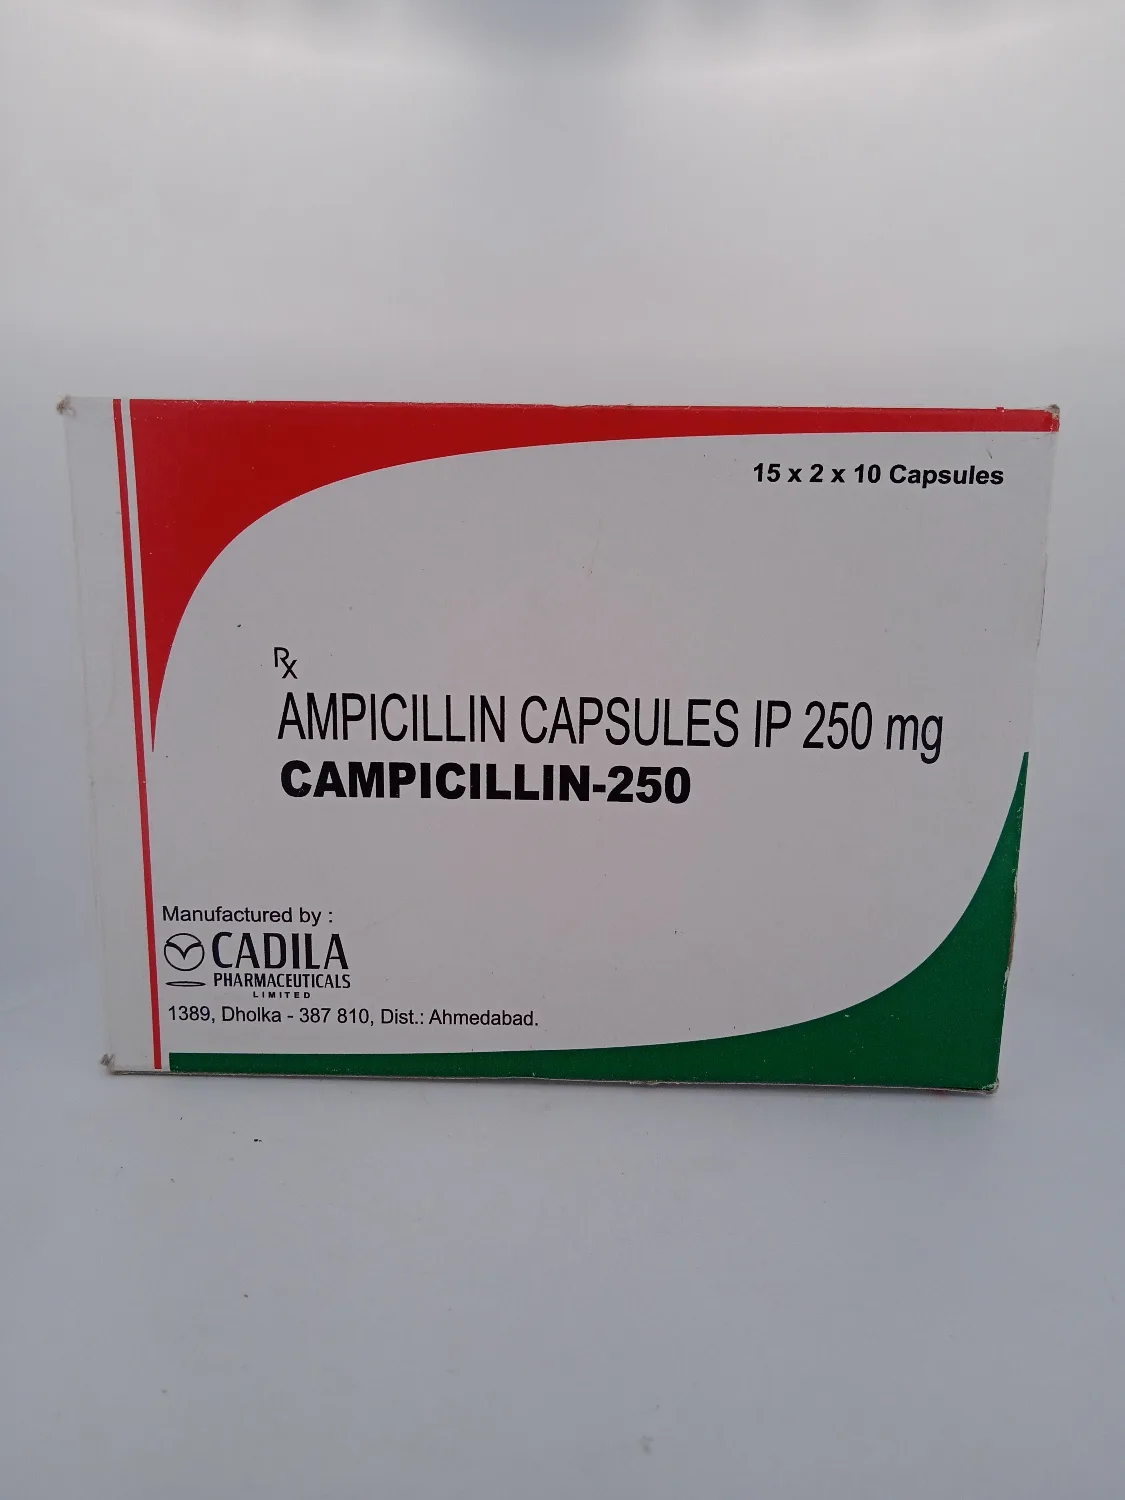 15 x 2 x 10 Capsules
Rx
AMPICILLIN CAPSULES IP 250 mg
CAMPICILLIN-250
Manufactured by :
CADILA
PHARMACEUTICALS
LIMITED
1389, Dholka - 387 810, Dist.: Ahmedabad.